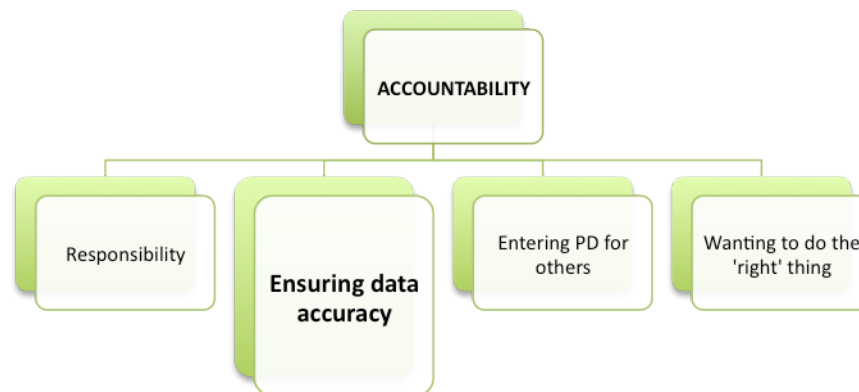 ACCOUNTABILITY
Responsibility
Ensuring data
accuracy
Entering PD for
others
Wanting to do the
'right' thing